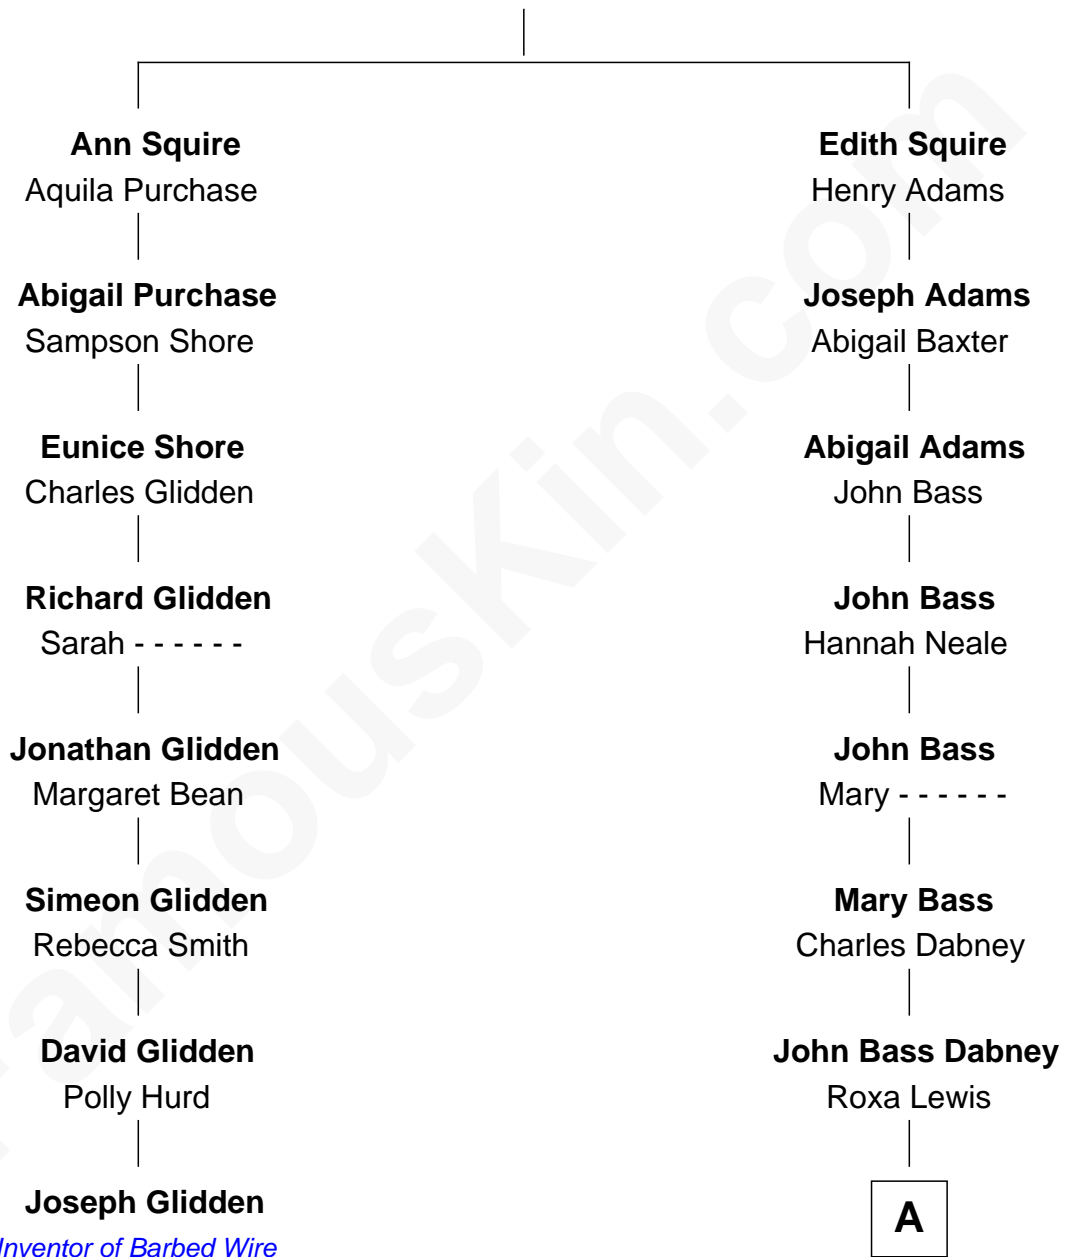 Ann Squire
Aquila Purchase
Abigail Purchase
Sampson Shore
Eunice Shore
Charles Glidden
Richard Glidden
Sarah - - - - - -
Jonathan Glidden
Margaret Bean
Simeon Glidden
Rebecca Smith
David Glidden
Polly Hurd
Joseph Glidden
Inventor of Barbed Wire
Edith Squire
Henry Adams
Joseph Adams
Abigail Baxter
Abigail Adams
John Bass
John Bass
Hannah Neale
John Bass
Mary - - - - - -
Mary Bass
Charles Dabney
John Bass Dabney
Roxa Lewis
A
FamousKin.com